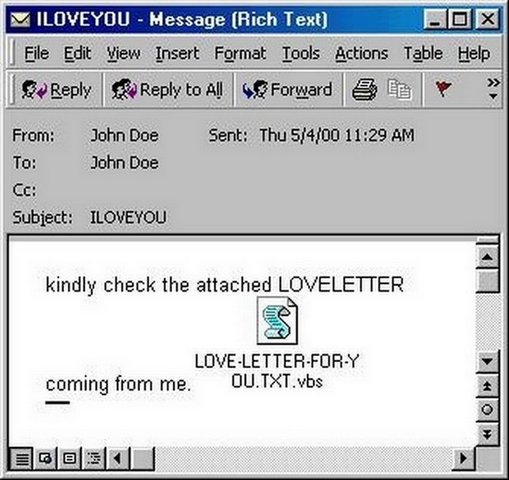 ILOVEYOU - Message (Rich Text)
File Edit View Insert Format Tools Actions Table Help
Reply Reply to All Forward
From: John Doe Sent: Thu 5/4/00 11:29 AM
To: John Doe
Cc:
Subject: ILOVEYOU
kindly check the attached LOVELETTER
LOVE-LETTER-FOR-Y
OU.TXT.vbs
coming from me.